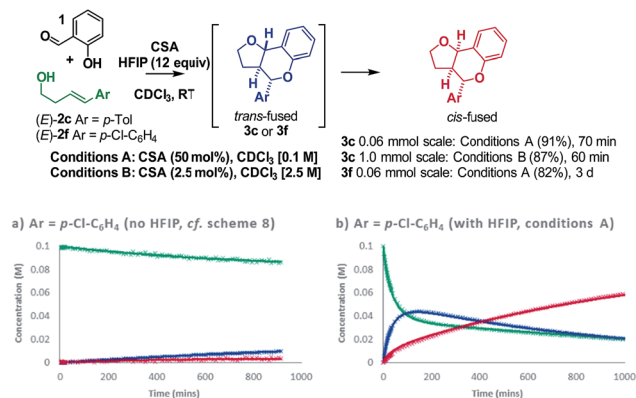 1
O
OH
+
HO
Ar
(E)-2c Ar = p-Tol
(E)-2f Ar = p-Cl-C6H4
CSA
HFIP (12 equiv)
CDCl3, RT
O H
H
O
Ar
trans-fused
3c or 3f
O H
H
O
Ar
cis-fused
Conditions A: CSA (50 mol%), CDCl3 [0.1 M]
Conditions B: CSA (2.5 mol%), CDCl3 [2.5 M]
3c 0.06 mmol scale: Conditions A (91%), 70 min
3c 1.0 mmol scale: Conditions B (87%), 60 min
3f 0.06 mmol scale: Conditions A (82%), 3 d
a) Ar = p-Cl-C6H4 (no HFIP, cf. scheme 8)
Concentration (M)
0.1
0.08
0.06
0.04
0.02
0
0 200 400 600 800 1000
Time (mins)
b) Ar = p-Cl-C6H4 (with HFIP, conditions A)
Concentration (M)
0.1
0.08
0.06
0.04
0.02
0
0 200 400 600 800 1000
Time (mins)